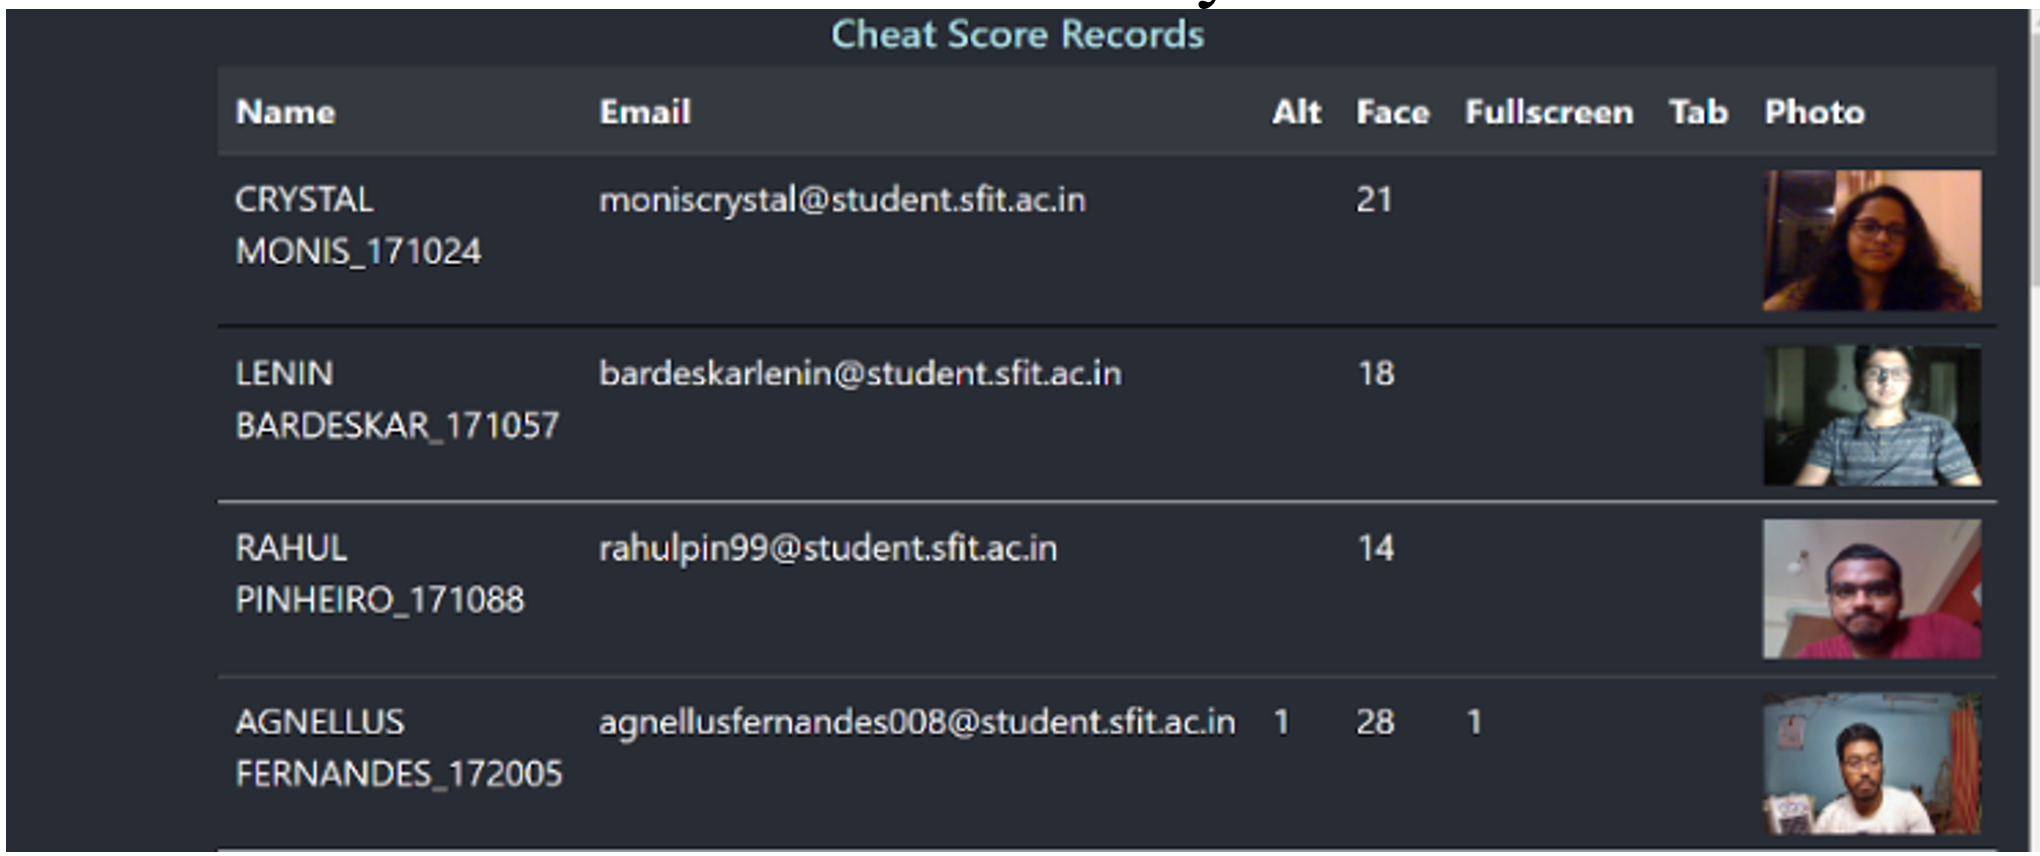 Cheat Score Records
Name Email Alt Face Fullscreen Tab Photo
CRYSTAL moniscrystal@student.sfit.ac.in 21
MONIS_171024
LENIN bardeskarlenin@student.sfit.ac.in 18
BARDESKAR_171057
RAHUL rahulpin99@student.sfit.ac.in 14
PINHEIRO_171088
AGNELLUS agnellusfernandes008@student.sfit.ac.in 1 28 1
FERNANDES_172005